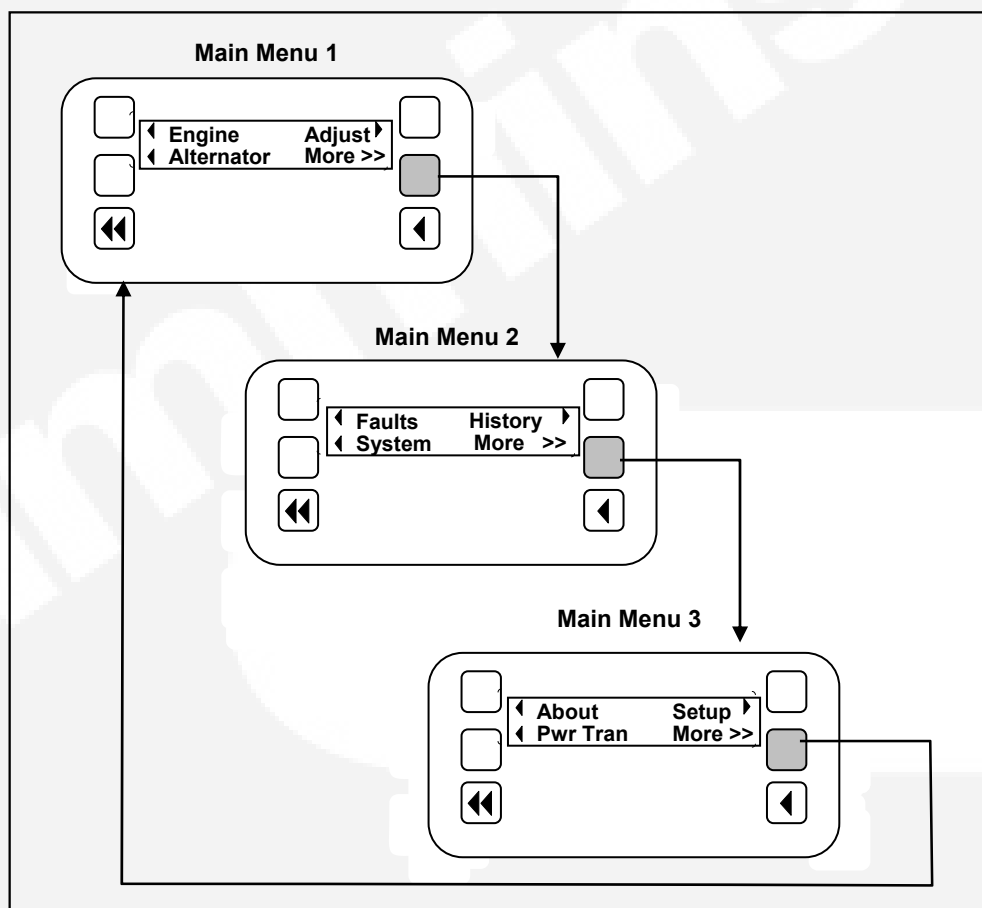 Main Menu 1
Engine Adjust
Alternator More >>
Main Menu 2
Faults History
System More >>
Main Menu 3
About Setup
Pwr Tran More >>